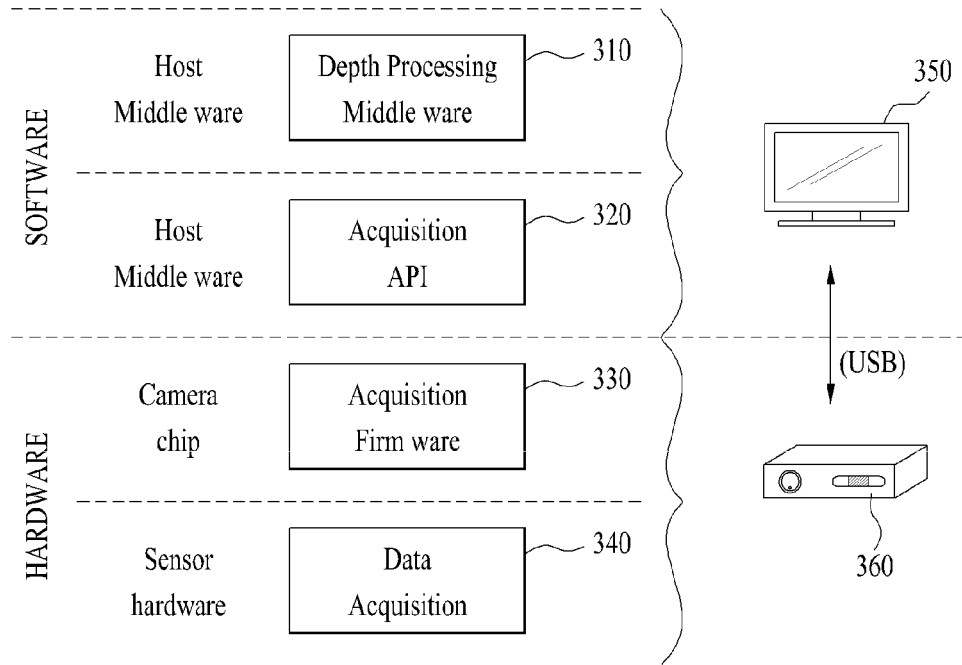 SOFTWARE
Host
Middle ware
Depth Processing
Middle ware
310
Host
Middle ware
Acquisition
API
320
350
(USB)
HARDWARE
Camera
chip
Acquisition
Firm ware
330
Sensor
hardware
Data
Acquisition
340
360